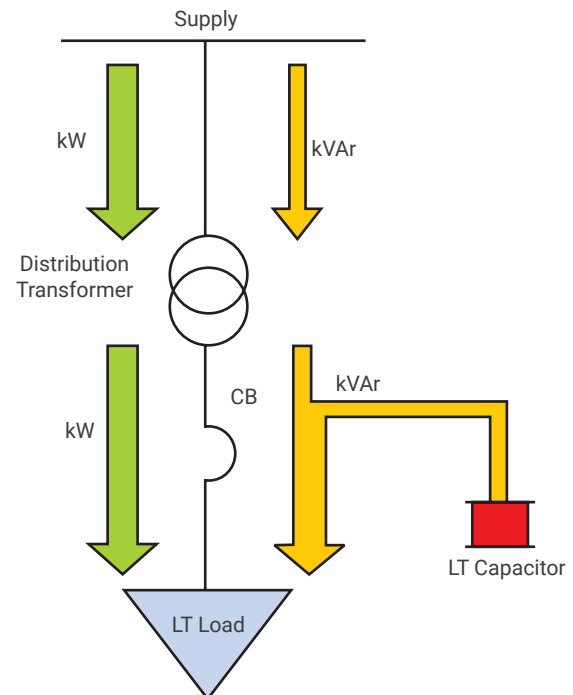 Supply
kW
kVAr
Distribution
Transformer
kVAr
CB
kW
LT Capacitor
LT Load